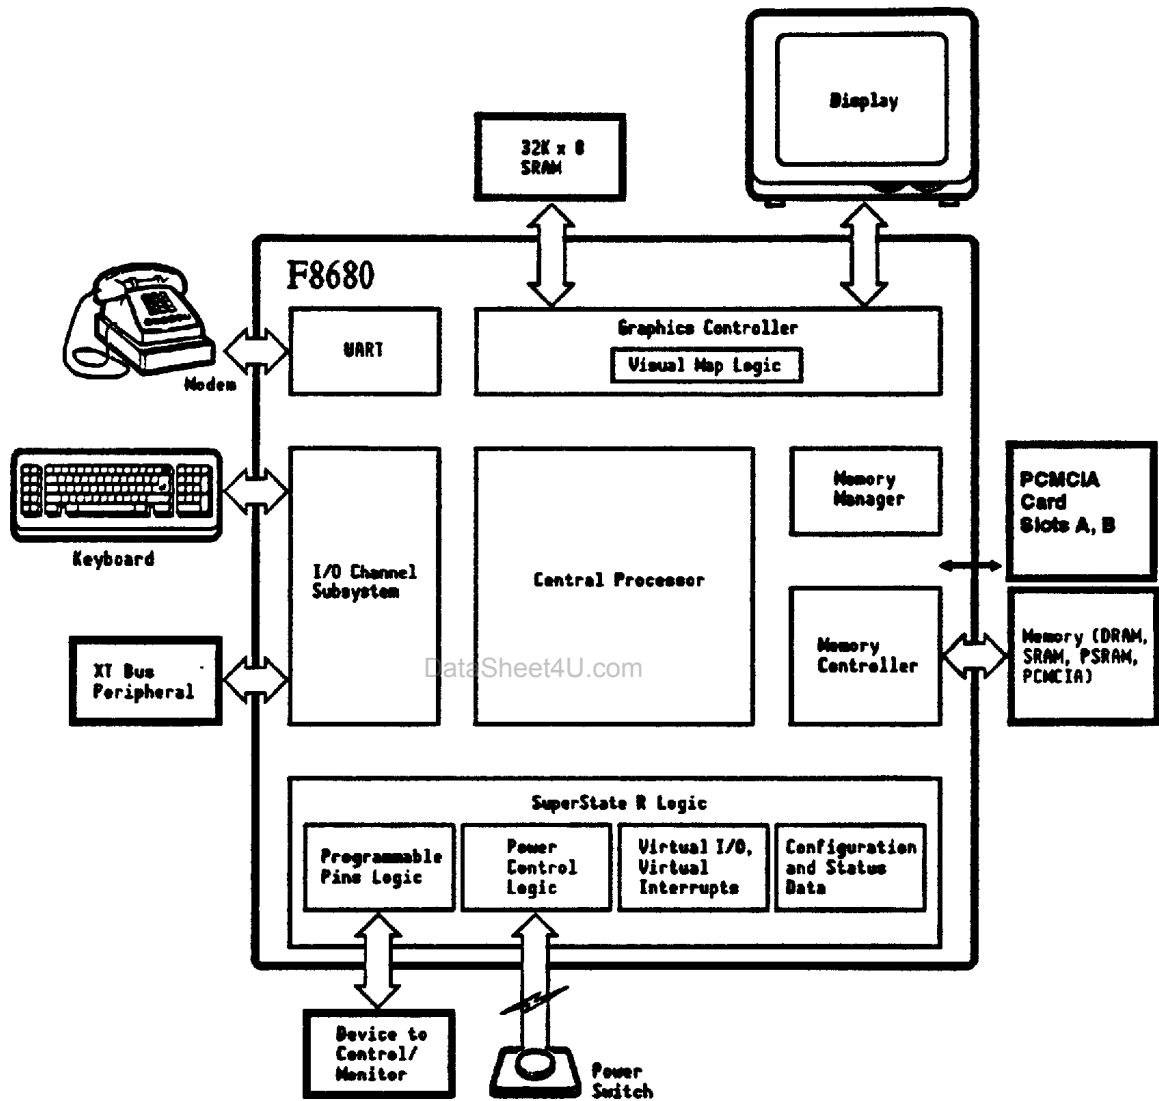 Display
32K x 8
SRAM
F8680
UART
Graphics Controller
Visual Map Logic
Modem
Keyboard
I/O Channel
Subsystem
Central Processor
Memory
Manager
PCMCIA
Card
Slots A, B
XT Bus
Peripheral
DataSheet4U.com
Memory
Controller
Memory (DRAM,
SRAM, PSRAM,
PCMCIA)
SuperState R Logic
Programmable
Pins Logic
Power
Control
Logic
Virtual I/O,
Virtual
Interrupts
Configuration
and Status
Data
Device to
Control/
Monitor
Power
Switch